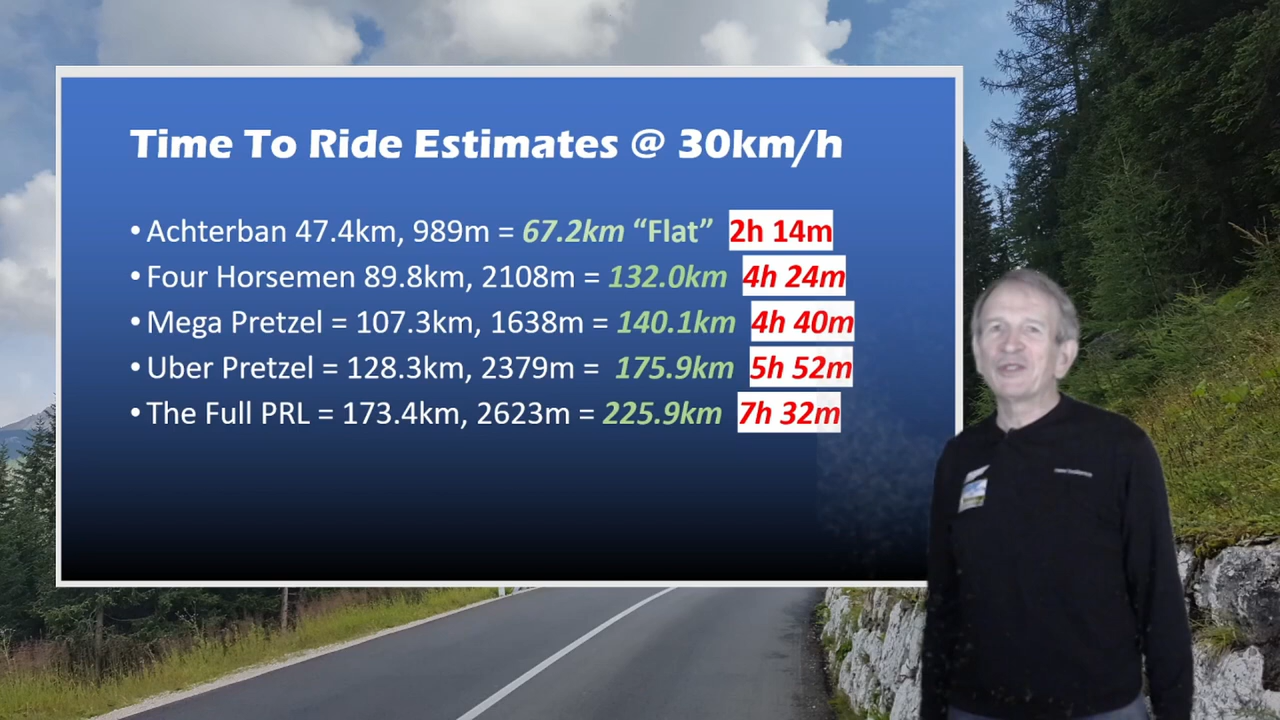 Time To Ride Estimates @ 30km/h
• Achterban 47.4km, 989m = 67.2km “Flat” 2h 14m
• Four Horsemen 89.8km, 2108m = 132.0km 4h 24m
• Mega Pretzel = 107.3km, 1638m = 140.1km 4h 40m
• Uber Pretzel = 128.3km, 2379m = 175.9km 5h 52m
• The Full PRL = 173.4km, 2623m = 225.9km 7h 32m